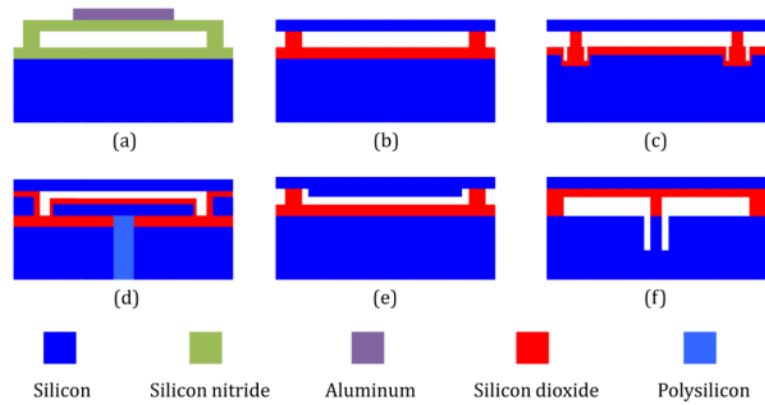 (a)
(b)
(c)
(d)
(e)
(f)
Silicon
Silicon nitride
Aluminum
Silicon dioxide
Polysilicon